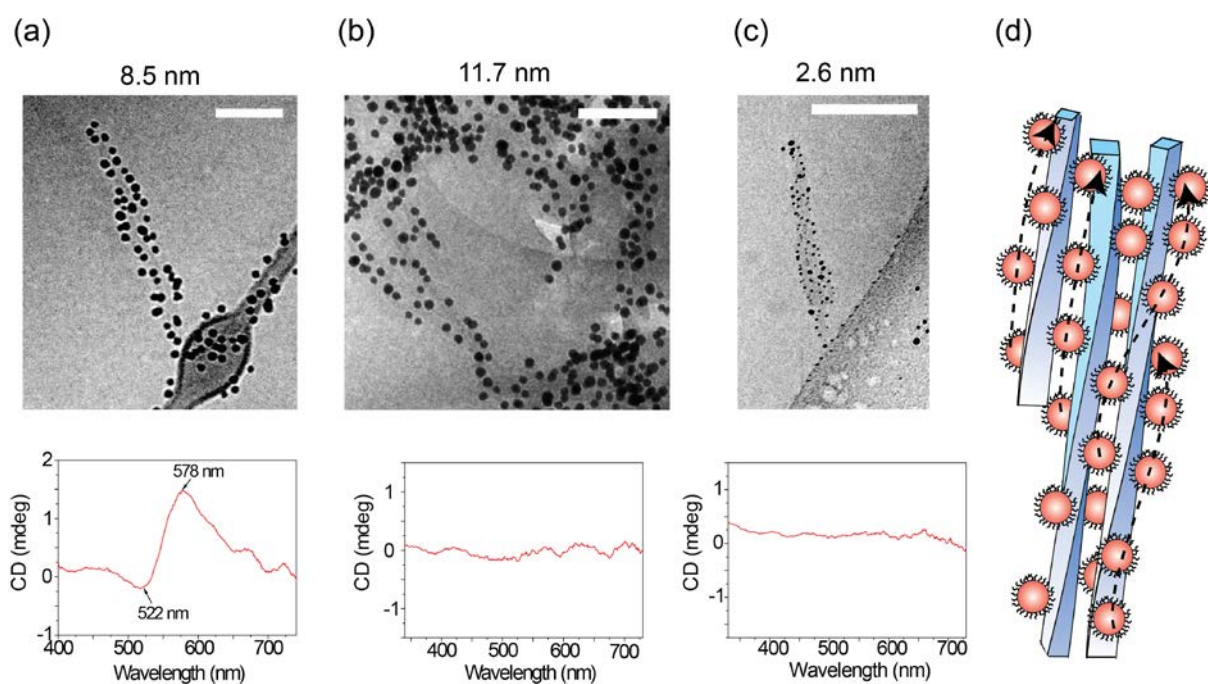 (a)
8.5 nm
(b)
11.7 nm
(c)
2.6 nm
(d)
2
1
0
-1
CD (mdeg)
578 nm
522 nm
400 500 600 700
Wavelength (nm)
1
0
-1
CD (mdeg)
400 500 600 700
Wavelength (nm)
1
0
-1
CD (mdeg)
400 500 600 700
Wavelength (nm)